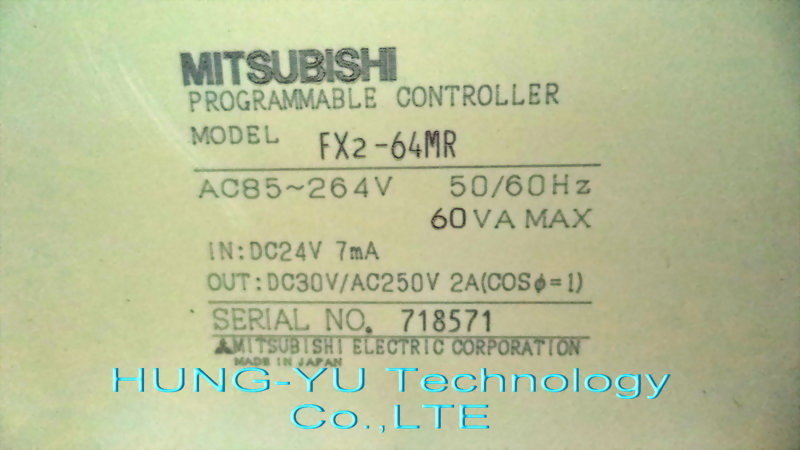 MITSUBISHI
PROGRAMMABLE CONTROLLER
MODEL FX2-64MR
AC85~264V 50/60Hz
60VA MAX
IN:DC24V 7mA
OUT:DC30V/AC250V 2A(COSφ=1)
SERIAL NO. 718571
MITSUBISHI ELECTRIC CORPORATION
MADE IN JAPAN
HUNG-YU Technology
Co.,LTE